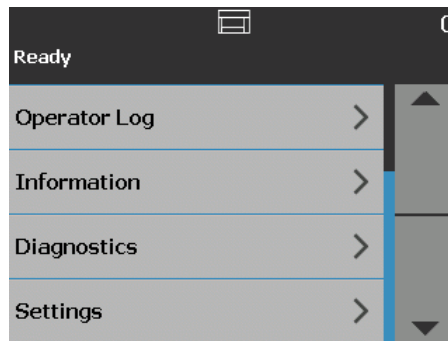 Ready
Operator Log
Information
Diagnostics
Settings